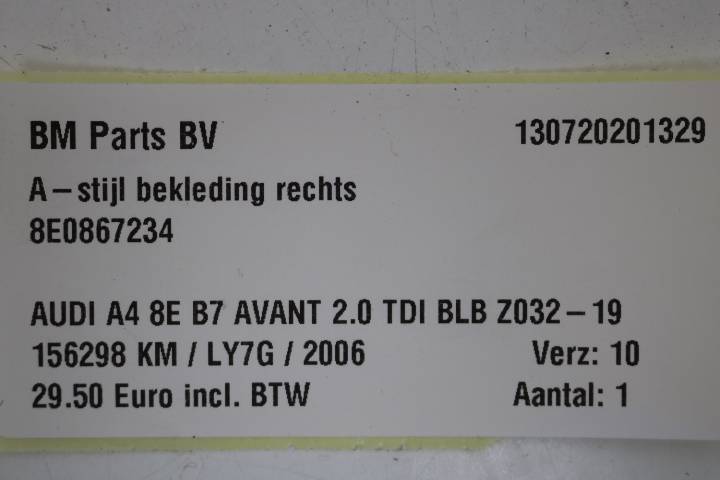 BM Parts BV 130720201329
A-stijl bekleding rechts
8E0867234
AUDI A4 8E B7 AVANT 2.0 TDI BLB Z032-19
156298 KM / LY7G / 2006 Verz: 10
29.50 Euro incl. BTW Aantal: 1